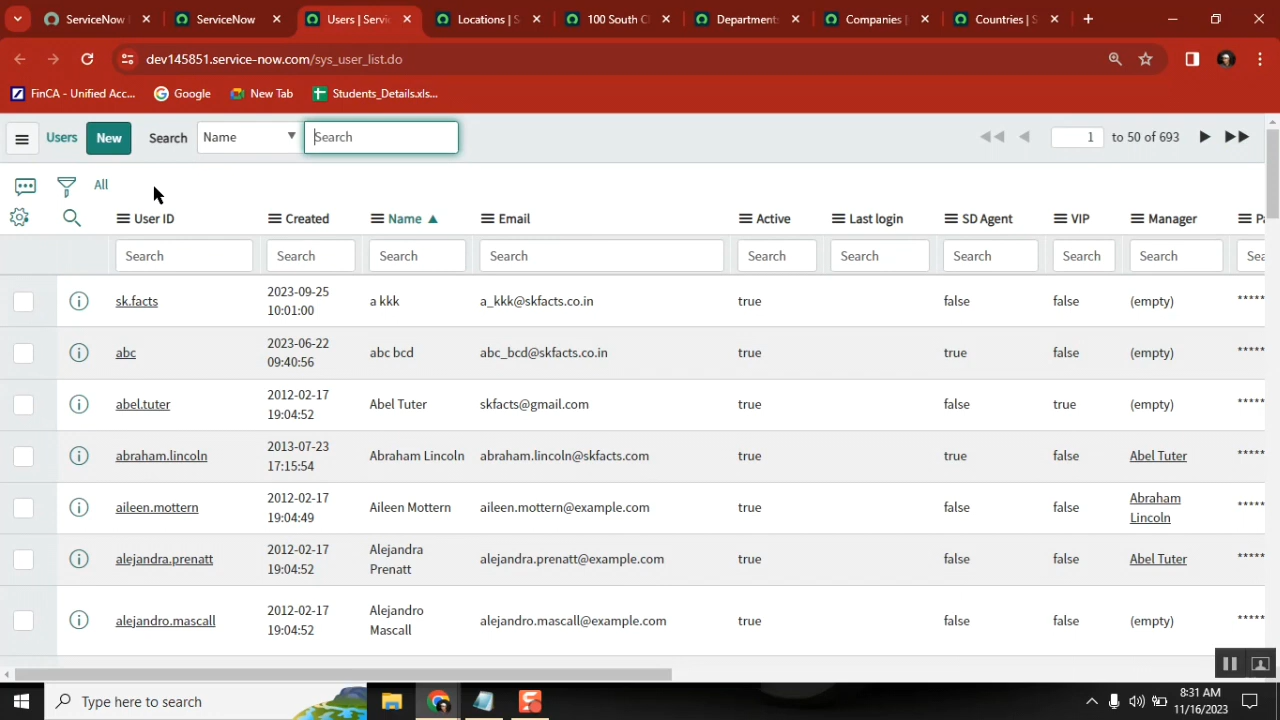 ServiceNow
ServiceNow
Users | Servi
Locations | S
100 South C
Department
Companies |
Countries | S
dev145851.service-now.com/sys_user_list.do
FinCA - Unified Acc...
Google
New Tab
Students_Details.xls...
Users
New
Search
Name
Search
1
to 50 of 693
All
User ID
Created
Name
Email
Active
Last login
SD Agent
VIP
Manager
Search
Search
Search
Search
Search
Search
Search
Search
Search
sk.facts
2023-09-25
10:01:00
a kkk
a_kkk@skfacts.co.in
true
false
false
(empty)
*****
abc
2023-06-22
09:40:56
abc bcd
abc_bcd@skfacts.co.in
true
true
false
(empty)
*****
abel.tuter
2012-02-17
19:04:52
Abel Tuter
skfacts@gmail.com
true
false
true
(empty)
*****
abraham.lincoln
2013-07-23
17:15:54
Abraham Lincoln
abraham.lincoln@skfacts.com
true
true
false
Abel Tuter
*****
aileen.mottern
2012-02-17
19:04:49
Aileen Mottern
aileen.mottern@example.com
true
false
false
Abraham
Lincoln
*****
alejandra.prenatt
2012-02-17
19:04:52
Alejandra
Prenatt
alejandra.prenatt@example.com
true
false
false
Abel Tuter
*****
alejandro.mascall
2012-02-17
19:04:52
Alejandro
Mascall
alejandro.mascall@example.com
true
false
false
(empty)
Type here to search
8:31 AM
11/16/2023